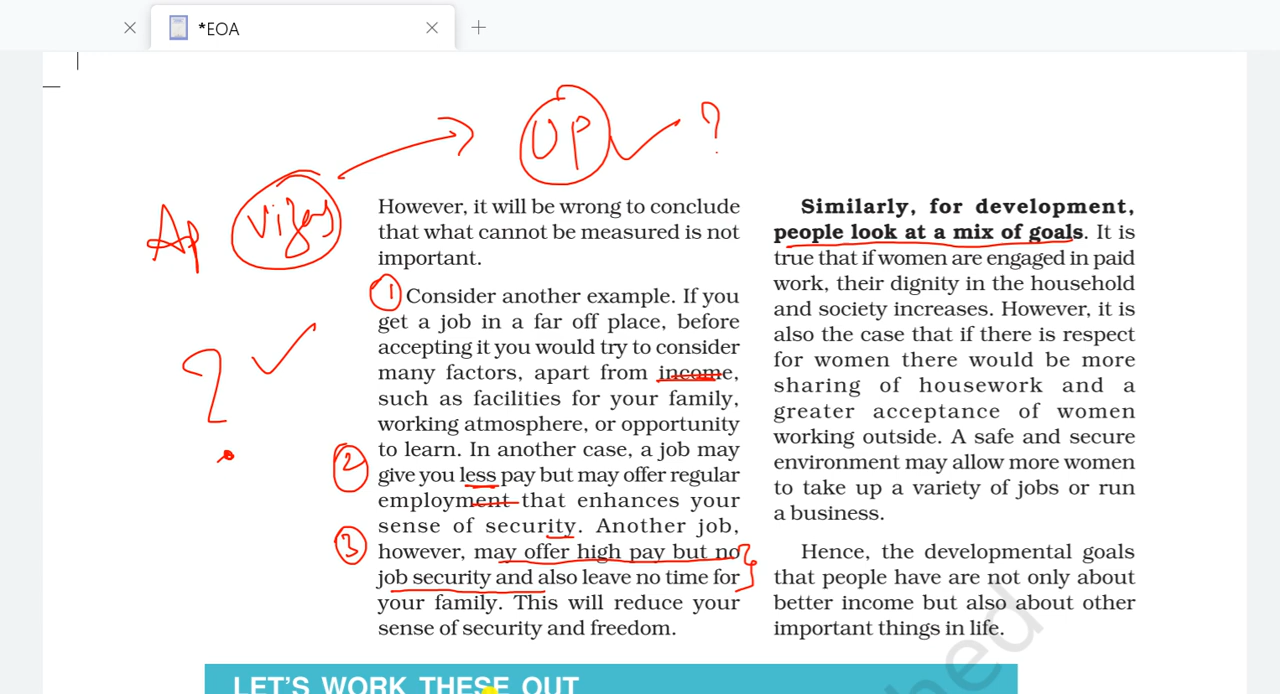 *EOA
UP ?
AP
?
However, it will be wrong to conclude
that what cannot be measured is not
important.
1 Consider another example. If you
get a job in a far off place, before
accepting it you would try to consider
many factors, apart from income,
such as facilities for your family,
working atmosphere, or opportunity
to learn. In another case, a job may
2 give you less pay but may offer regular
employment that enhances your
sense of security. Another job,
3 however, may offer high pay but no
job security and also leave no time for
your family. This will reduce your
sense of security and freedom.
Similarly, for development,
people look at a mix of goals. It is
true that if women are engaged in paid
work, their dignity in the household
and society increases. However, it is
also the case that if there is respect
for women there would be more
sharing of housework and a
greater acceptance of women
working outside. A safe and secure
environment may allow more women
to take up a variety of jobs or run
a business.
Hence, the developmental goals
that people have are not only about
better income but also about other
important things in life.
LET'S WORK THESE OUT